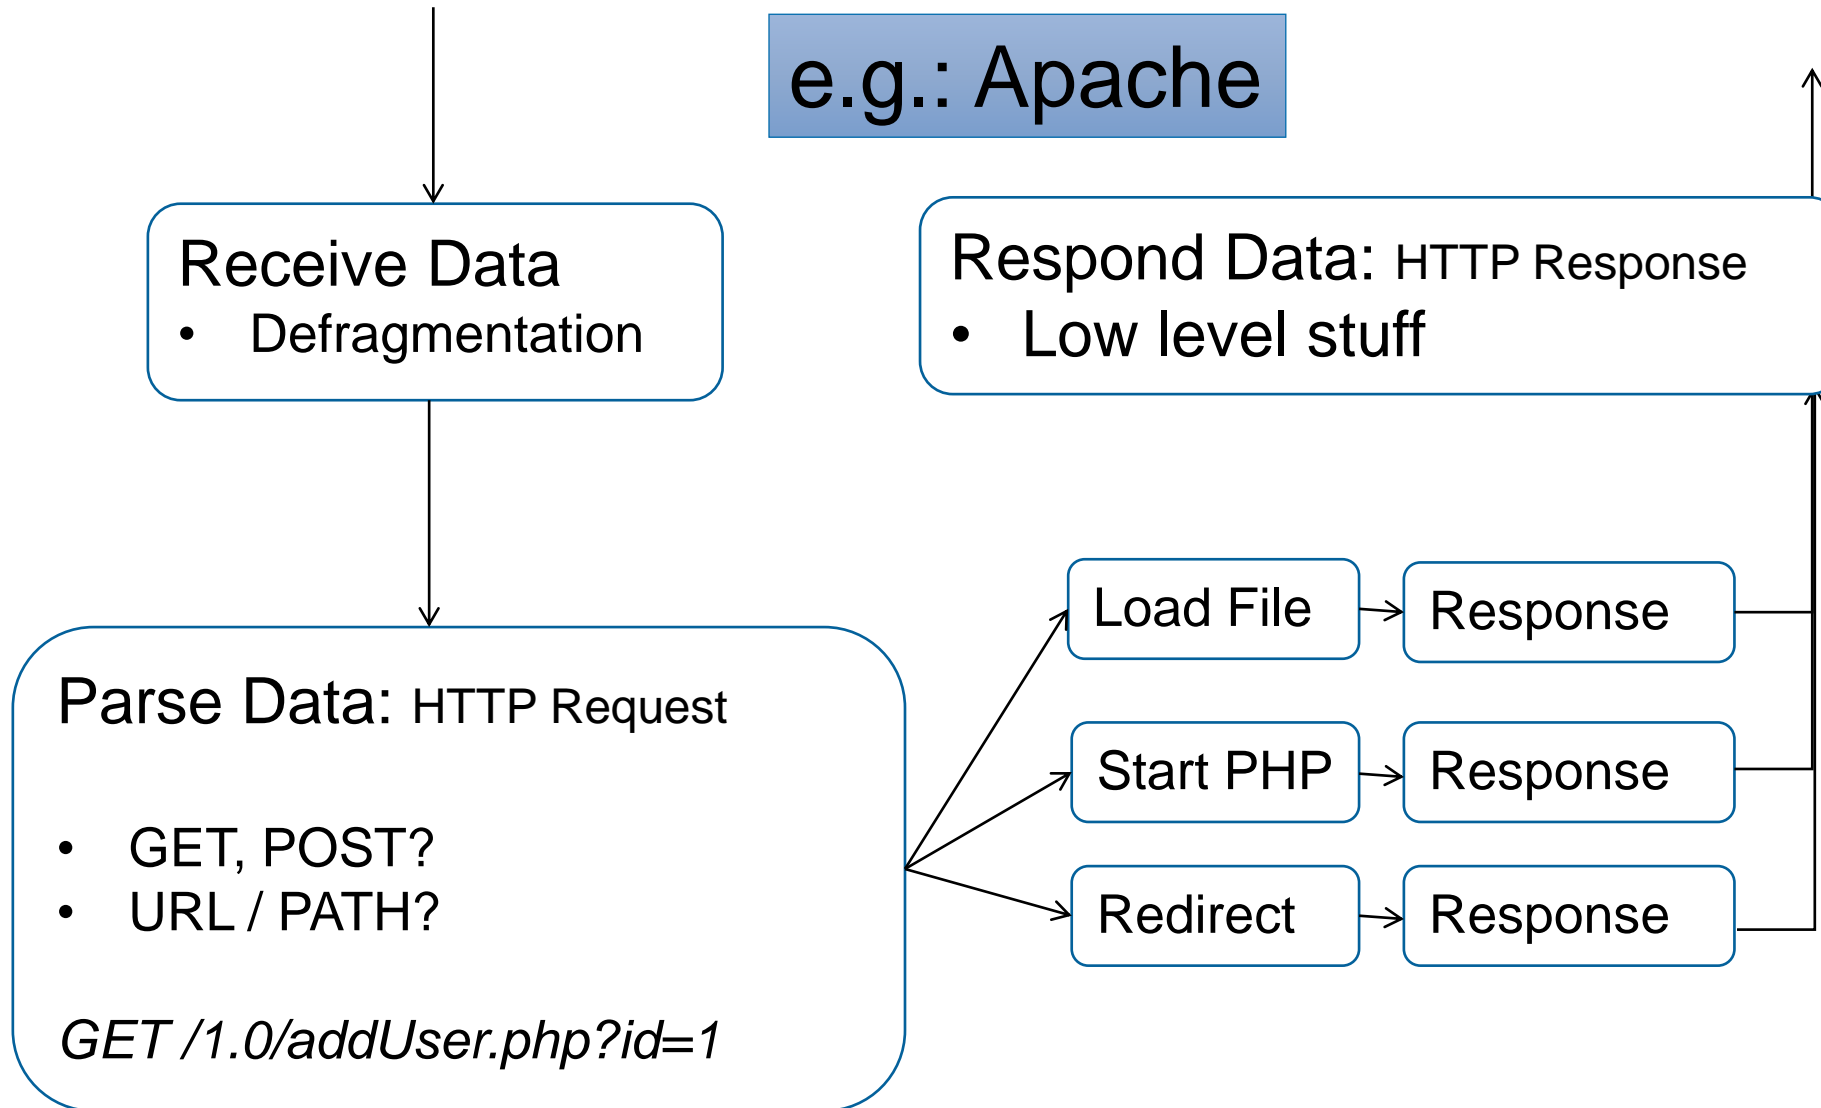 e.g.: Apache
Receive Data
• Defragmentation
Respond Data: HTTP Response
• Low level stuff
Parse Data: HTTP Request
• GET, POST?
• URL / PATH?
GET /1.0/addUser.php?id=1
Load File
Response
Start PHP
Response
Redirect
Response